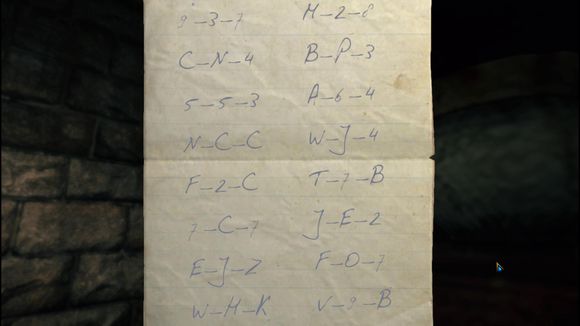 9-3-7 M-2-8
C-N-4 B-P-3
5-5-3 A-6-4
N-C-C W-J-4
F-2-C T-7-B
7-C-7 J-E-2
E-J-Z F-O-7
W-H-K V-9-B